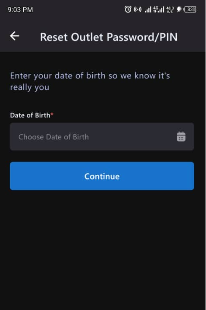 9:03 PM
Reset Outlet Password/PIN
Enter your date of birth so we know it's
really you
Date of Birth*
Choose Date of Birth
Continue